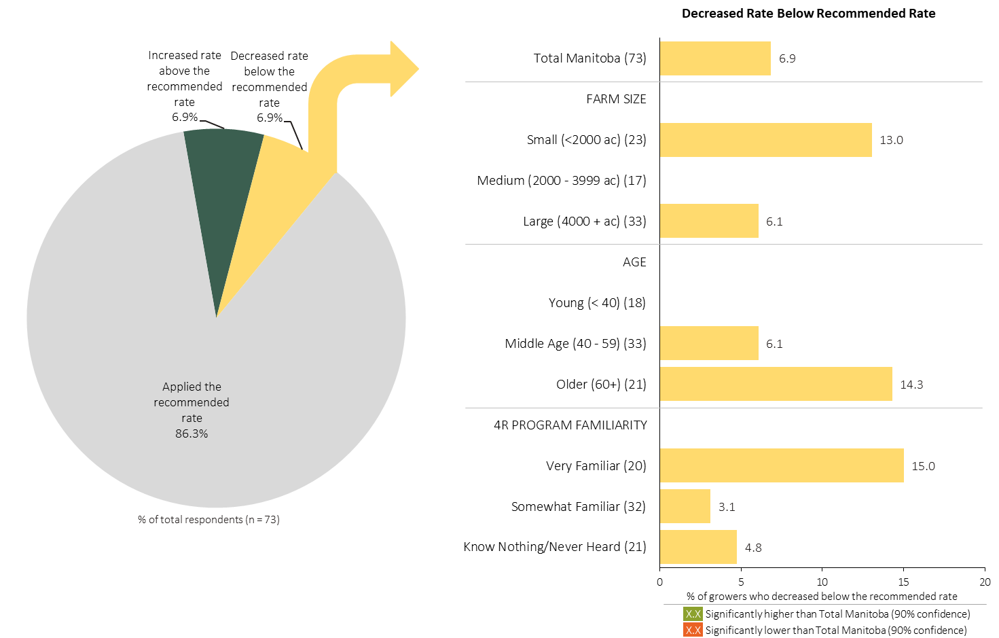 Decreased Rate Below Recommended Rate
Increased rate
above the
recommended
rate
6.9%
Decreased rate
below the
recommended
rate
6.9%
Applied the
recommended
rate
86.3%
% of total respondents (n = 73)
Total Manitoba (73) 6.9
FARM SIZE
Small (<2000 ac) (23) 13.0
Medium (2000 - 3999 ac) (17)
Large (4000 + ac) (33) 6.1
AGE
Young (< 40) (18)
Middle Age (40 - 59) (33) 6.1
Older (60+) (21) 14.3
4R PROGRAM FAMILIARITY
Very Familiar (20) 15.0
Somewhat Familiar (32) 3.1
Know Nothing/Never Heard (21) 4.8
0 5 10 15 20
% of growers who decreased below the recommended rate
X.X Significantly higher than Total Manitoba (90% confidence)
X.X Significantly lower than Total Manitoba (90% confidence)